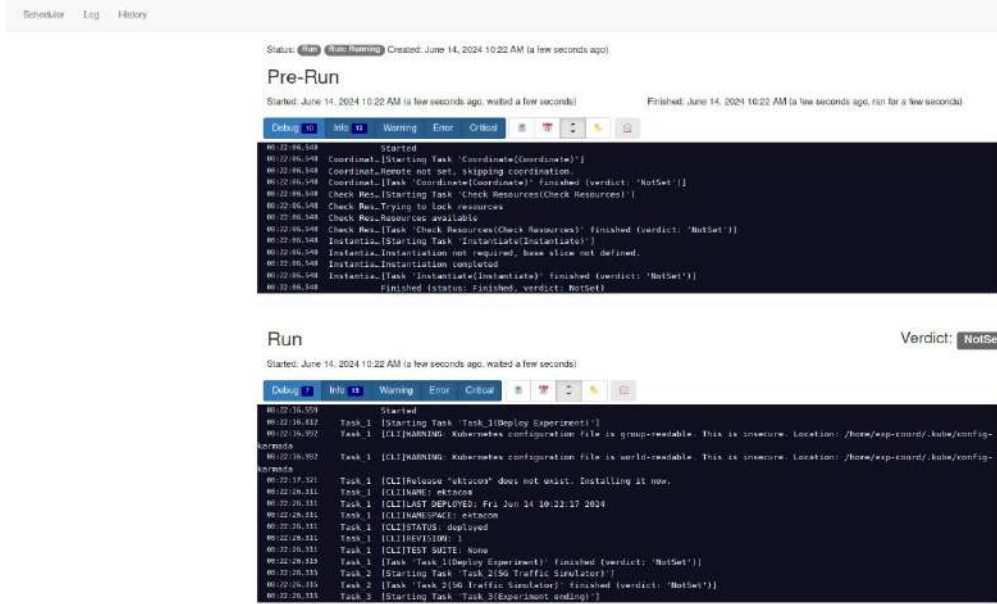 Scheduler Log History
Status: Run Run: Running Created: June 14, 2024 10:22 AM (a few seconds ago)
Pre-Run
Started: June 14, 2024 10:22 AM (a few seconds ago, waited a few seconds) Finished: June 14, 2024 10:22 AM (a few seconds ago, ran for a few seconds)
Debug 10 Info 13 Warning Error Critical
08:22:06,548 Started
08:22:06,548 Coordinat… [Starting Task 'Coordinate(Coordinate)']
08:22:06,548 Coordinat… Remote not set, skipping coordination.
08:22:06,548 Coordinat… [Task 'Coordinate(Coordinate)' finished (verdict: 'NotSet')]
08:22:06,548 Check Res… [Starting Task 'Check Resources(Check Resources)']
08:22:06,548 Check Res… Trying to lock resources
08:22:06,548 Check Res… Resources available
08:22:06,548 Check Res… [Task 'Check Resources(Check Resources)' finished (verdict: 'NotSet')]
08:22:06,548 Instantia… [Starting Task 'Instantiate(Instantiate)']
08:22:06,548 Instantia… Instantiation not required, base slice not defined.
08:22:06,548 Instantia… Instantiation completed
08:22:06,548 Instantia… [Task 'Instantiate(Instantiate)' finished (verdict: 'NotSet')]
08:22:06,548 Finished (status: Finished, verdict: NotSet)
Run Verdict: NotSe
Started: June 14, 2024 10:22 AM (a few seconds ago, waited a few seconds)
Debug 7 Info Warning Error Critical
08:22:16,559 Started
08:22:16,812 Task_1 [Starting Task 'Task_1(Deploy Experiment)']
08:22:16,992 Task_1 [CLI]WARNING: Kubernetes configuration file is group-readable. This is insecure. Location: /home/exp-coord/.kube/config-
karmada
08:22:16,992 Task_1 [CLI]WARNING: Kubernetes configuration file is world-readable. This is insecure. Location: /home/exp-coord/.kube/config-
karmada
08:22:17,321 Task_1 [CLI]Release "ektacom" does not exist. Installing it now.
08:22:26,311 Task_1 [CLI]NAME: ektacom
08:22:26,311 Task_1 [CLI]LAST DEPLOYED: Fri Jun 14 10:22:17 2024
08:22:26,311 Task_1 [CLI]NAMESPACE: ektacom
08:22:26,311 Task_1 [CLI]STATUS: deployed
08:22:26,311 Task_1 [CLI]REVISION: 1
08:22:26,311 Task_1 [CLI]TEST SUITE: None
08:22:26,315 Task_1 [Task 'Task_1(Deploy Experiment)' finished (verdict: 'NotSet')]
08:22:26,315 Task_2 [Starting Task 'Task_2(5G Traffic Simulator)']
08:22:26,315 Task_2 [Task 'Task_2(5G Traffic Simulator)' finished (verdict: 'NotSet')]
08:22:26,315 Task_3 [Starting Task 'Task_3(Experiment ending)']